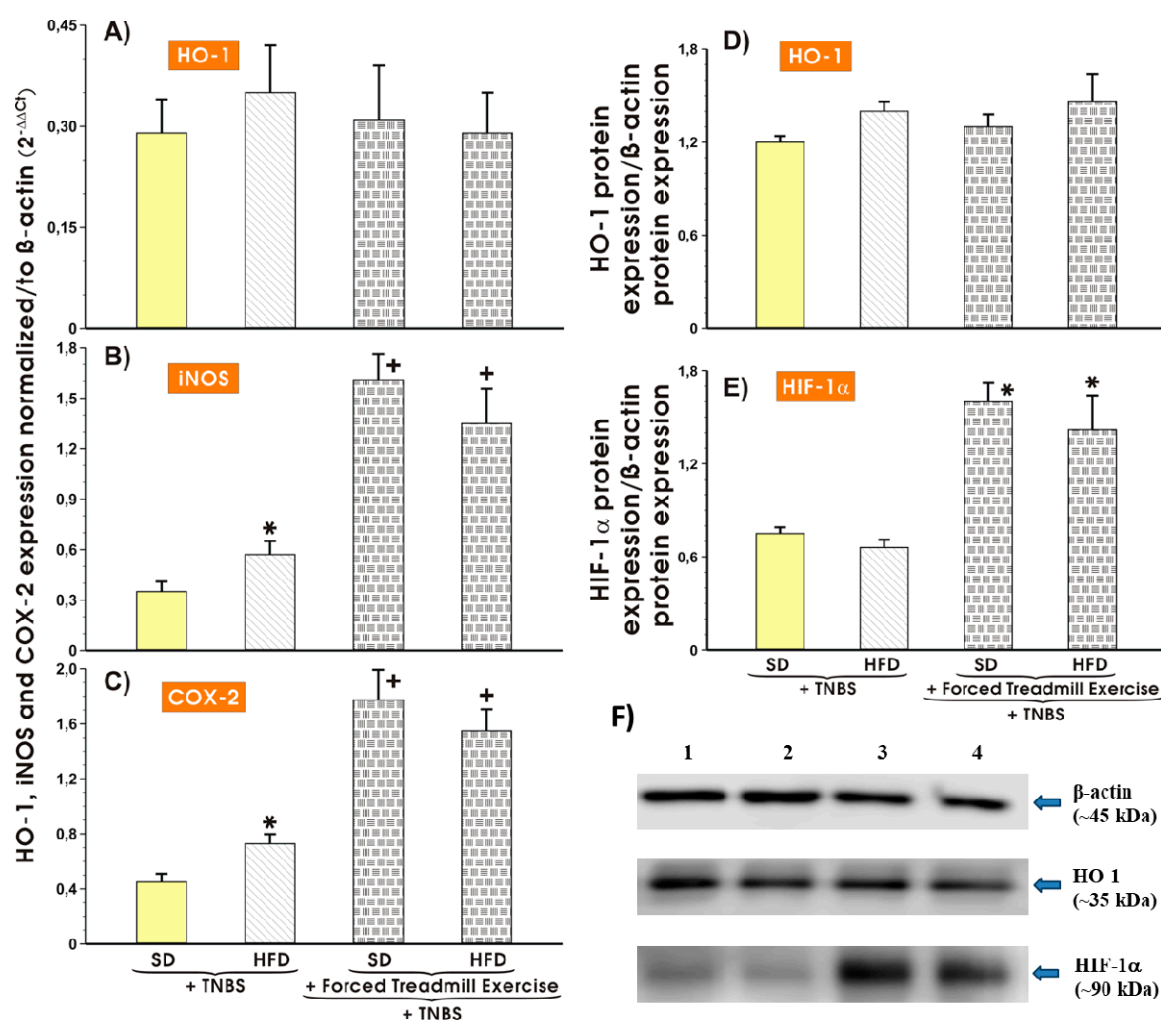 HO-1, iNOS and COX-2 expression normalized/to ß-actin (2-ΔΔCt)
A)
HO-1
0,45
0,30
0,15
0
B)
iNOS
1,8
1,5
1,2
0,9
0,6
0,3
0
*
+
+
C)
COX-2
2,0
1,6
1,2
0,8
0,4
0
*
+
+
SD HFD SD HFD
+ TNBS + Forced Treadmill Exercise
+ TNBS
D)
HO-1
HO-1 protein
expression/ß-actin
protein expression
1,8
1,2
0,6
0
E)
HIF-1α
HIF-1α protein
expression/ß-actin
protein expression
1,8
1,2
0,6
0
*
*
SD HFD SD HFD
+ TNBS + Forced Treadmill Exercise
+ TNBS
F)
1 2 3 4
β-actin
(~45 kDa)
HO 1
(~35 kDa)
HIF-1α
(~90 kDa)